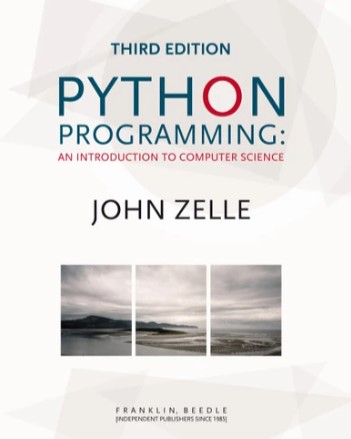 THIRD EDITION
PYTHON
PROGRAMMING:
AN INTRODUCTION TO COMPUTER SCIENCE
JOHN ZELLE
FRANKLIN, BEEDLE
[INDEPENDENT PUBLISHERS SINCE 1985]